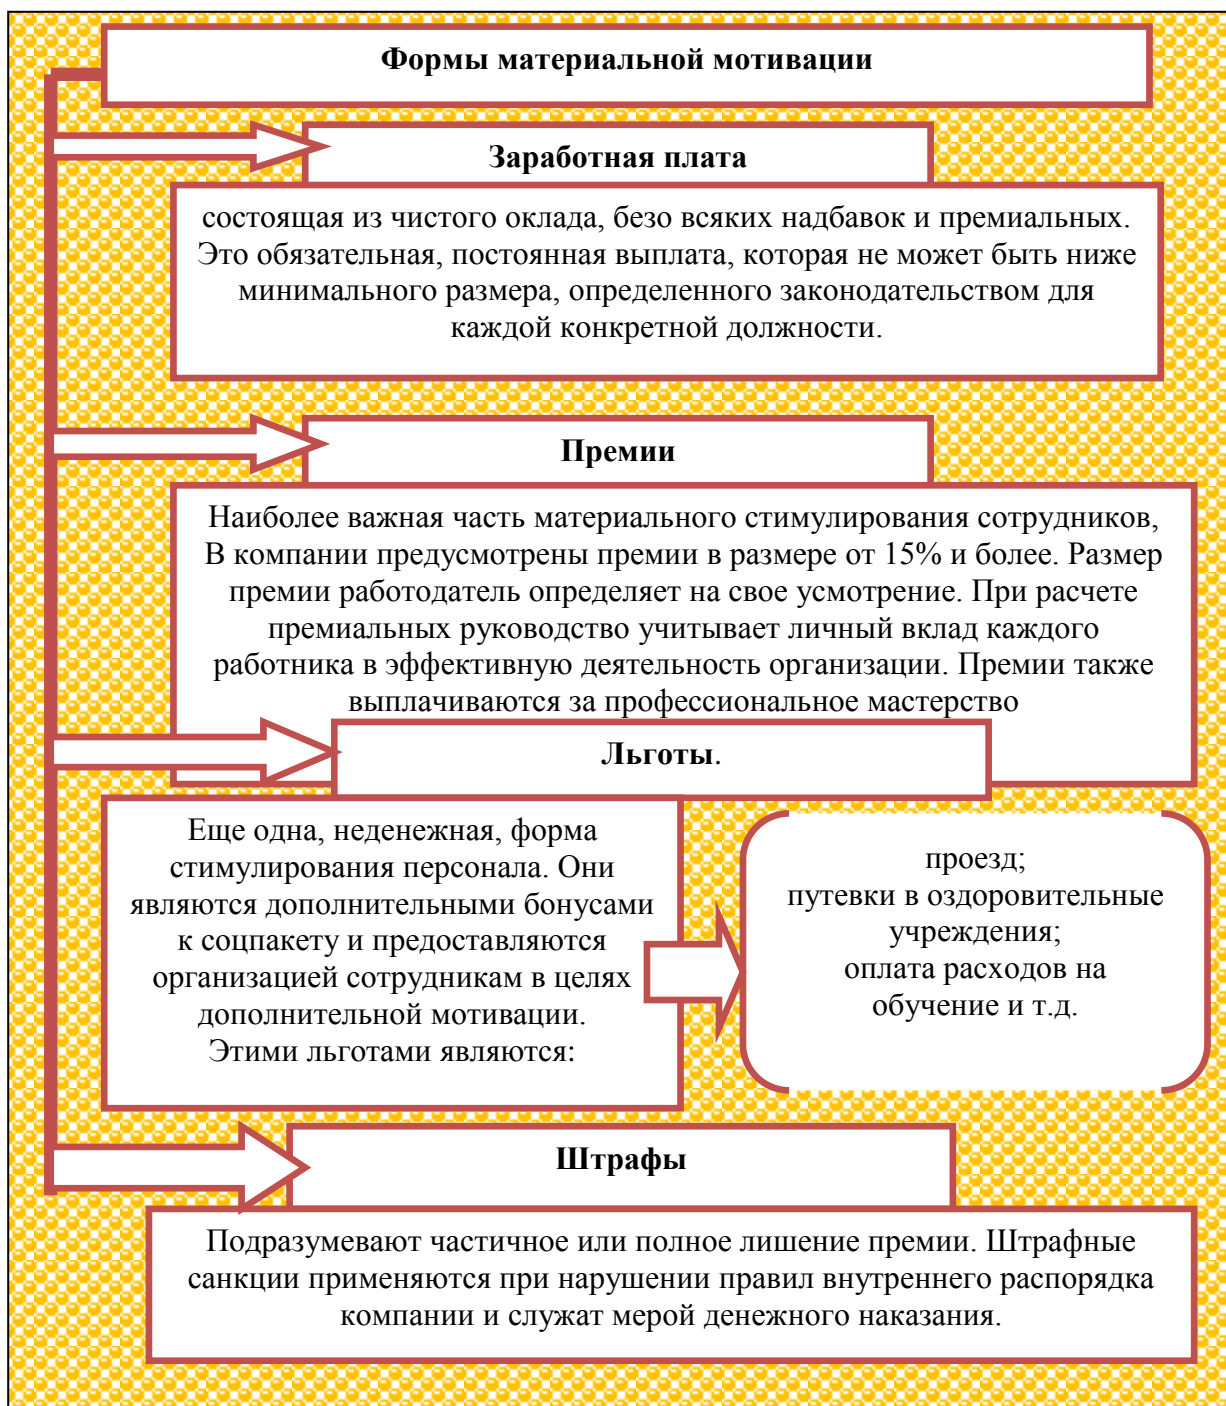 Формы материальной мотивации
Заработная плата
состоящая из чистого оклада, безо всяких надбавок и премиальных.
Это обязательная, постоянная выплата, которая не может быть ниже
минимального размера, определенного законодательством для
каждой конкретной должности.
Премии
Наиболее важная часть материального стимулирования сотрудников,
В компании предусмотрены премии в размере от 15% и более. Размер
премии работодатель определяет на свое усмотрение. При расчете
премиальных руководство учитывает личный вклад каждого
работника в эффективную деятельность организации. Премии также
выплачиваются за профессиональное мастерство
Льготы.
Еще одна, неденежная, форма
стимулирования персонала. Они
являются дополнительными бонусами
к соцпакету и предоставляются
организацией сотрудникам в целях
дополнительной мотивации.
Этими льготами являются:
проезд;
путевки в оздоровительные
учреждения;
оплата расходов на
обучение и т.д.
Штрафы
Подразумевают частичное или полное лишение премии. Штрафные
санкции применяются при нарушении правил внутреннего распорядка
компании и служат мерой денежного наказания.